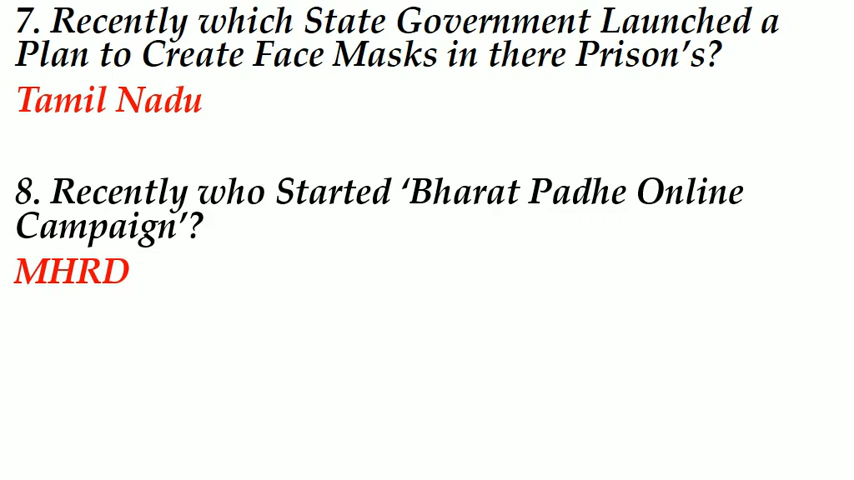 7. Recently which State Government Launched a
Plan to Create Face Masks in there Prison’s?
Tamil Nadu
8. Recently who Started ‘Bharat Padhe Online
Campaign’?
MHRD